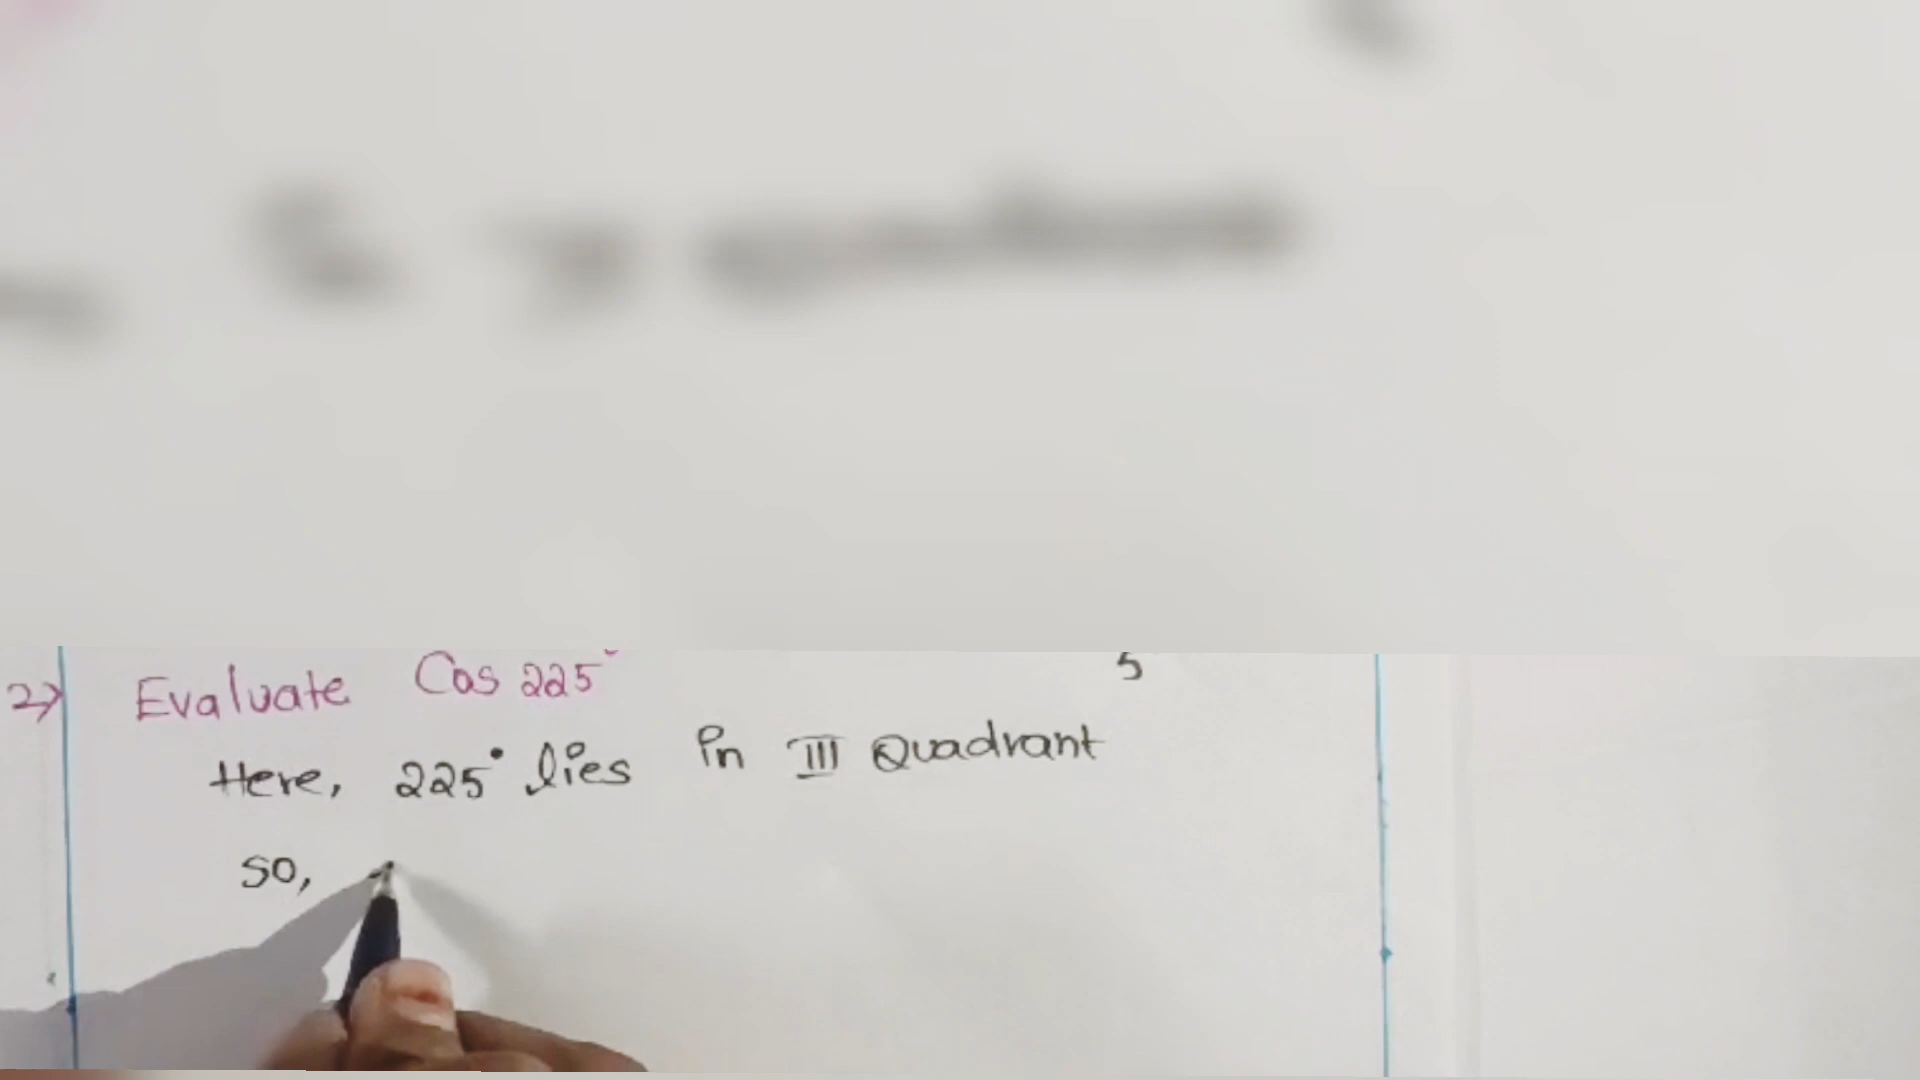 5
2) Evaluate Cos 225°
Here, 225° lies in III Quadrant
so,